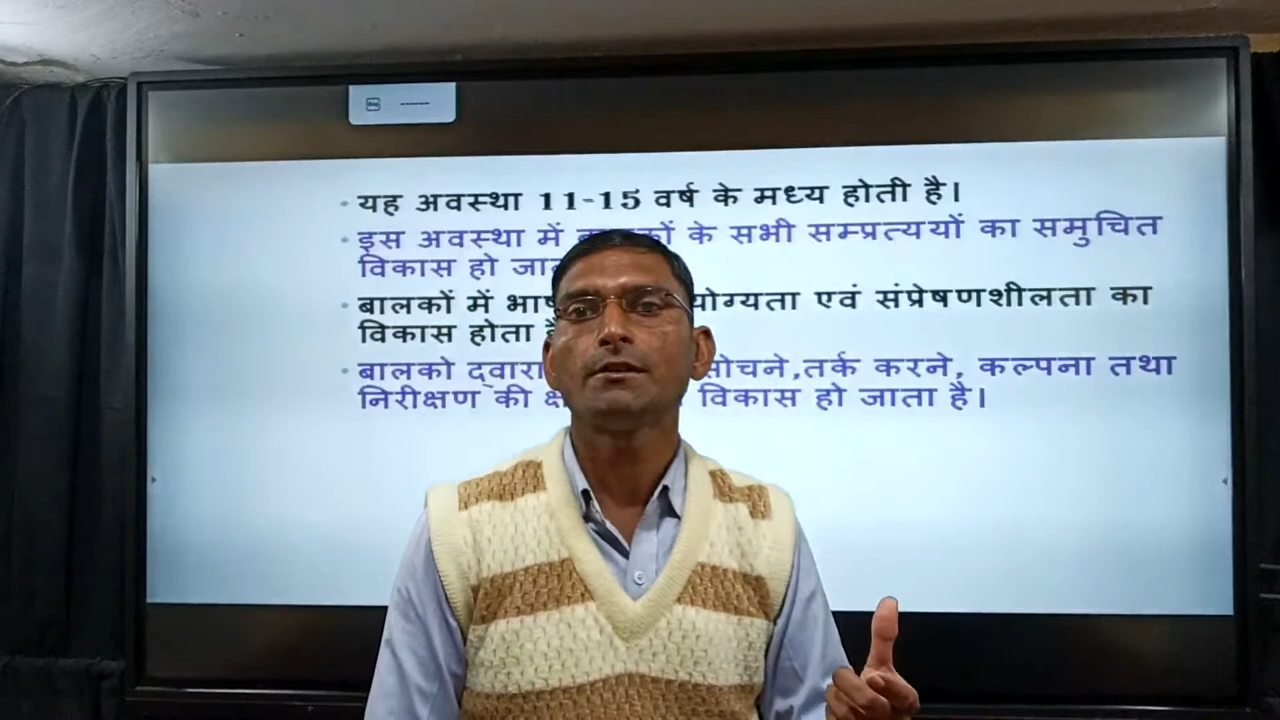 • यह अवस्था 11-15 वर्ष के मध्य होती है।
• इस अवस्था में के सभी सम्प्रत्ययों का समुचित
विकास हो
• बालकों में योग्यता एवं संप्रेषणशीलता का
विकास होता
• बालको द्वारा सोचने,तर्क करने, कल्पना तथा
निरीक्षण की विकास हो जाता है।